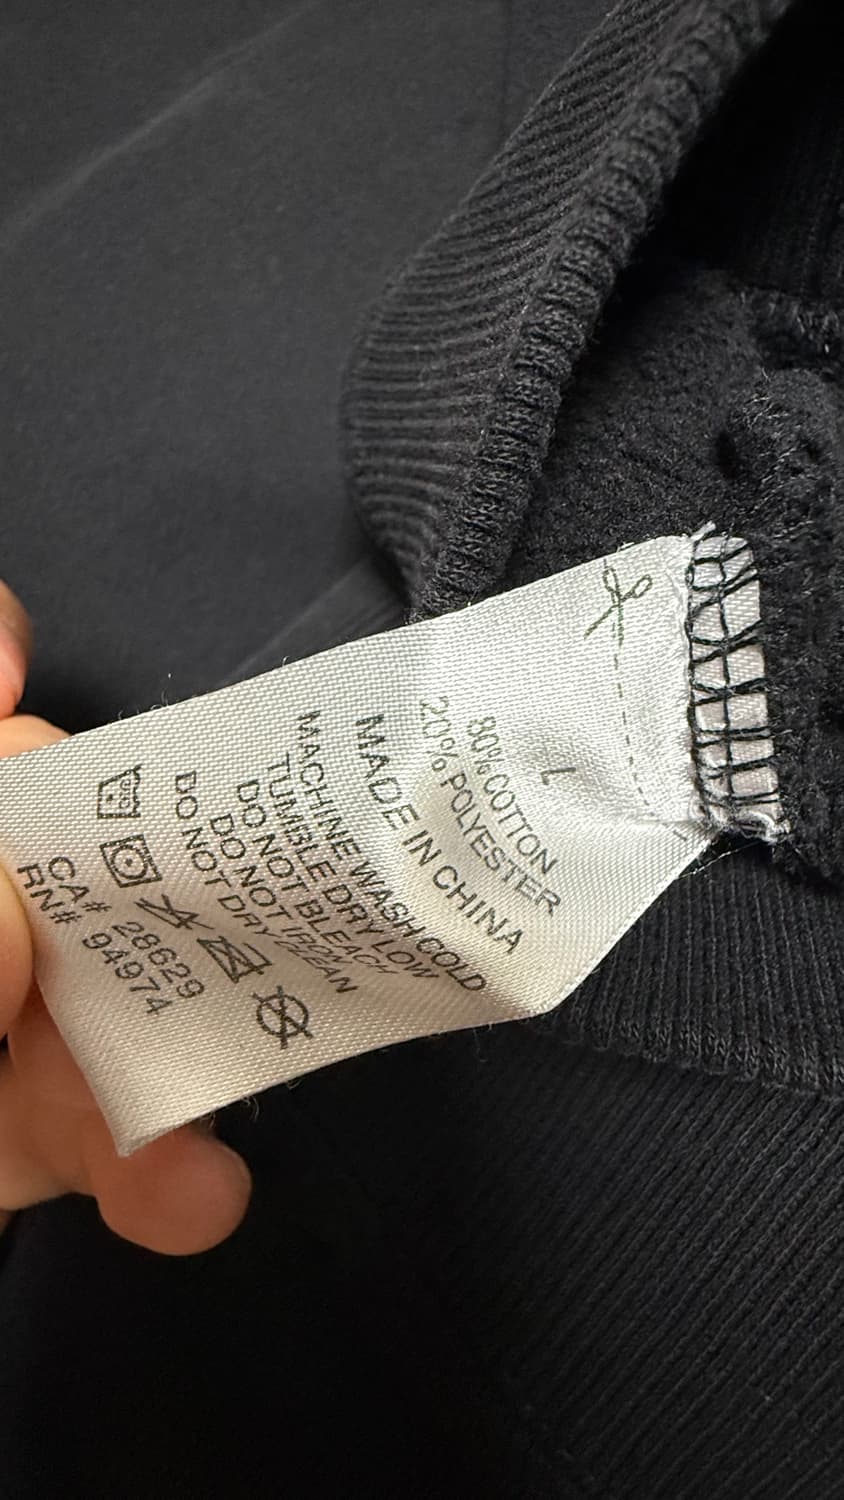 L
80% COTTON
20% POLYESTER
MADE IN CHINA
MACHINE WASH COLD
TUMBLE DRY LOW
DO NOT BLEACH
DO NOT IRON
DO NOT DRY CLEAN
CA# 28629
RN# 94974